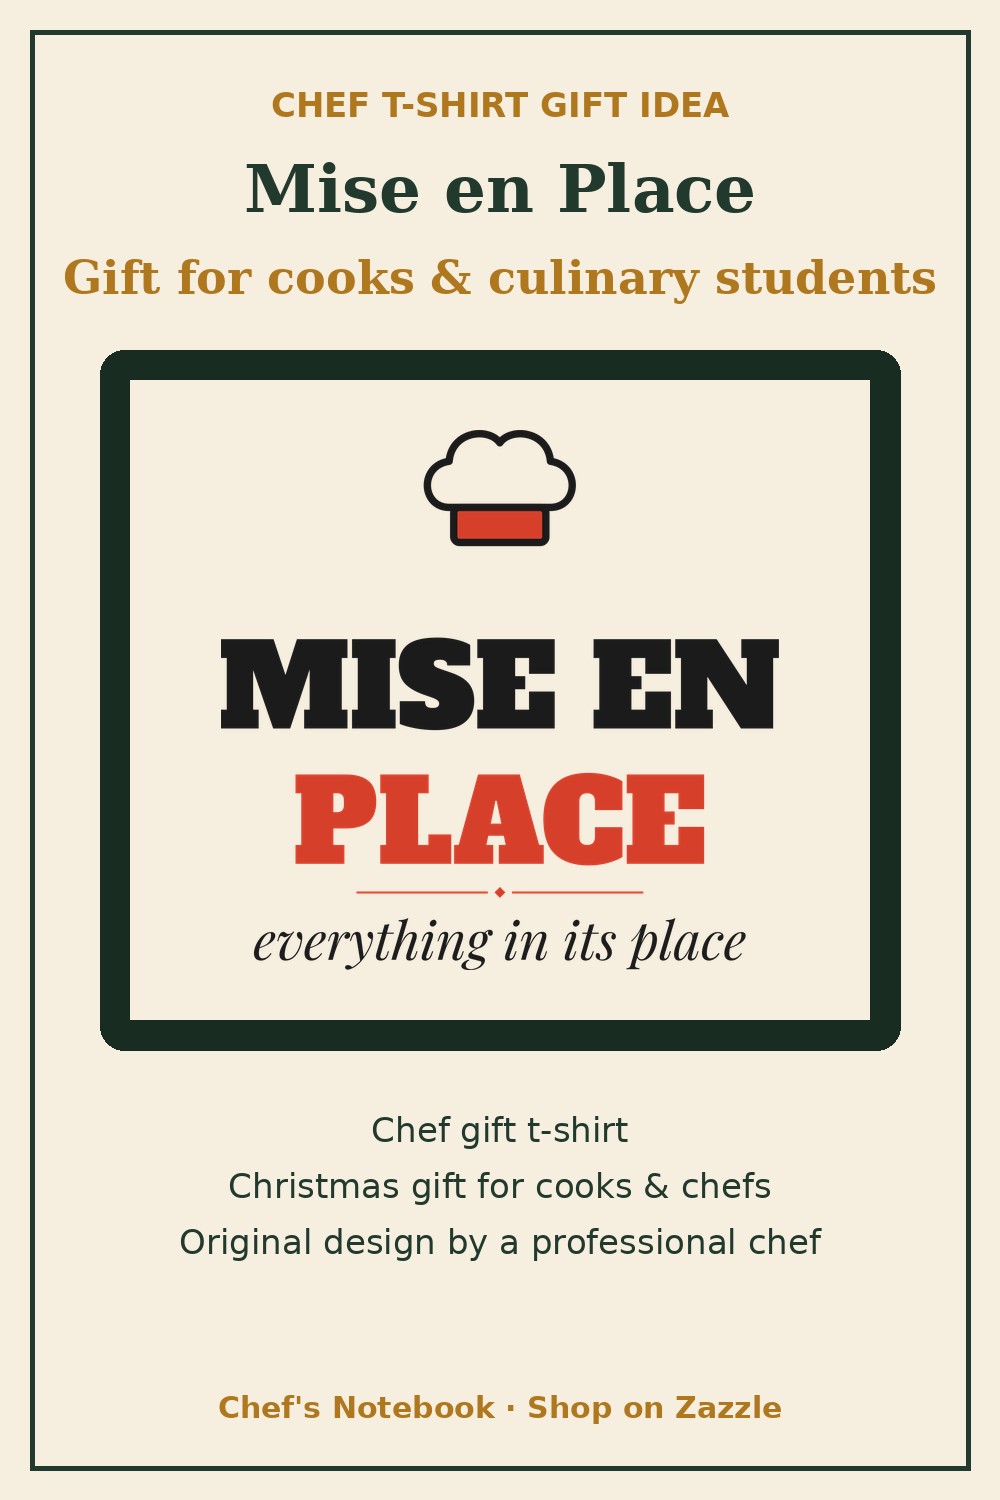 CHEF T-SHIRT GIFT IDEA
Mise en Place
Gift for cooks & culinary students
MISE EN
PLACE
everything in its place
Chef gift t-shirt
Christmas gift for cooks & chefs
Original design by a professional chef
Chef's Notebook · Shop on Zazzle